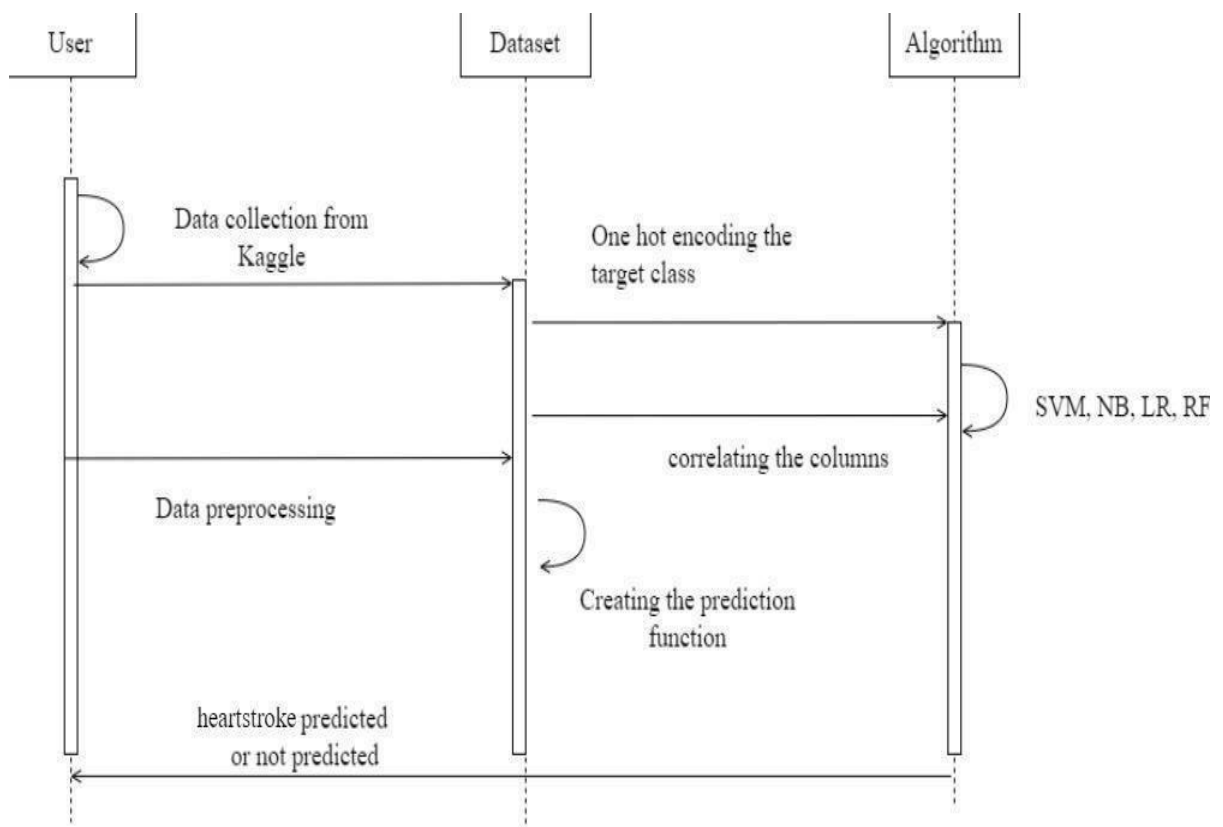 User
Dataset
Algorithm
Data collection from
Kaggle
One hot encoding the
target class
SVM, NB, LR, RF
correlating the columns
Data preprocessing
Creating the prediction
function
heartstroke predicted
or not predicted